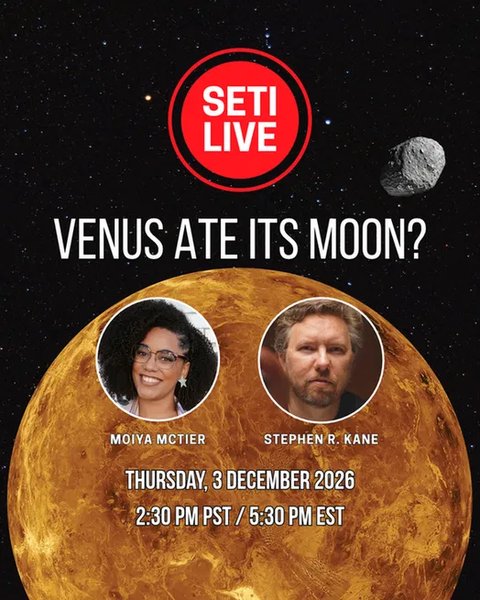 SETI
LIVE
VENUS ATE ITS MOON?
MOIYA MCTIER
STEPHEN R. KANE
THURSDAY, 3 DECEMBER 2026
2:30 PM PST / 5:30 PM EST